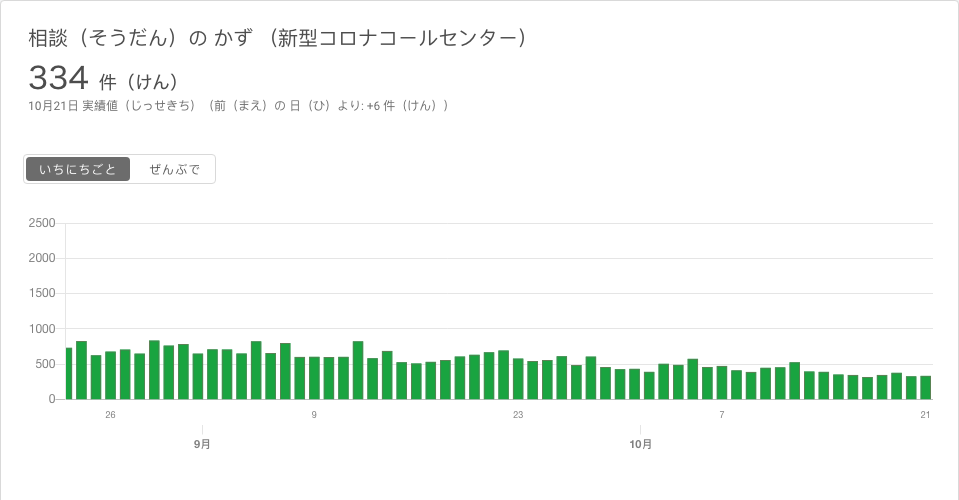 相談（そうだん）の かず （新型コロナコールセンター）
334 件（けん）
10月21日 実績値（じっせきち）（前（まえ）の 日（ひ）より: +6 件（けん））
いちにちごと ぜんぶで
2500
2000
1500
1000
500
0
26 9 23 7 21
9月 10月